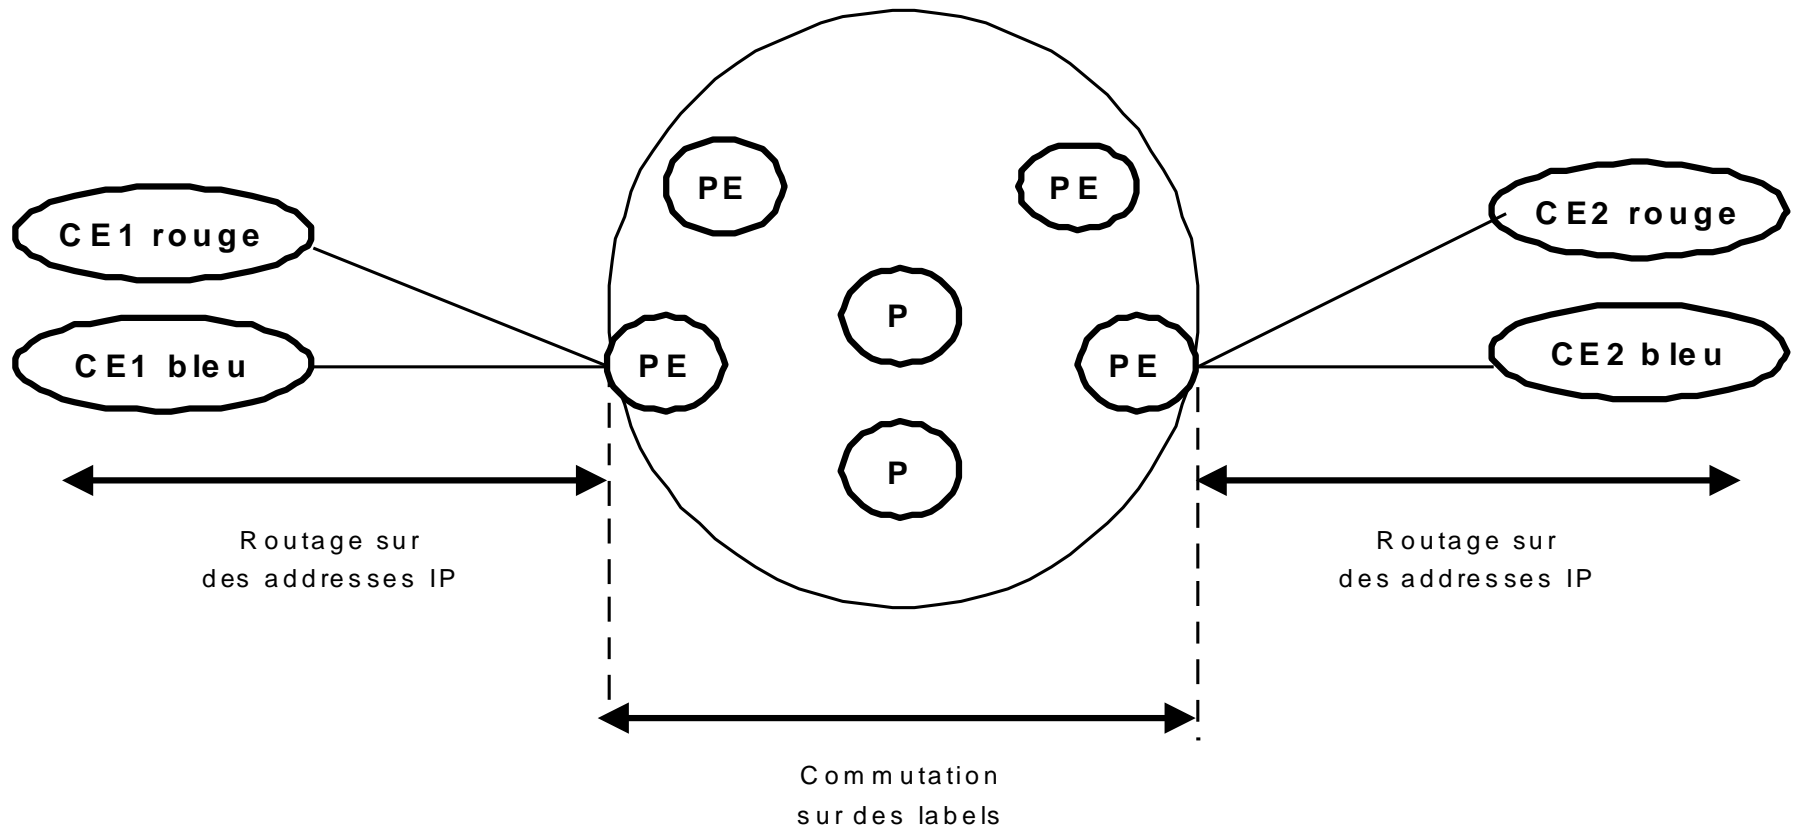 PE
PE
CE2 rouge
CE1 rouge
P
CE2 bleu
CE1 bleu
PE
PE
P
Routage sur
des addresses IP
Routage sur
des addresses IP
Commutation
sur des labels